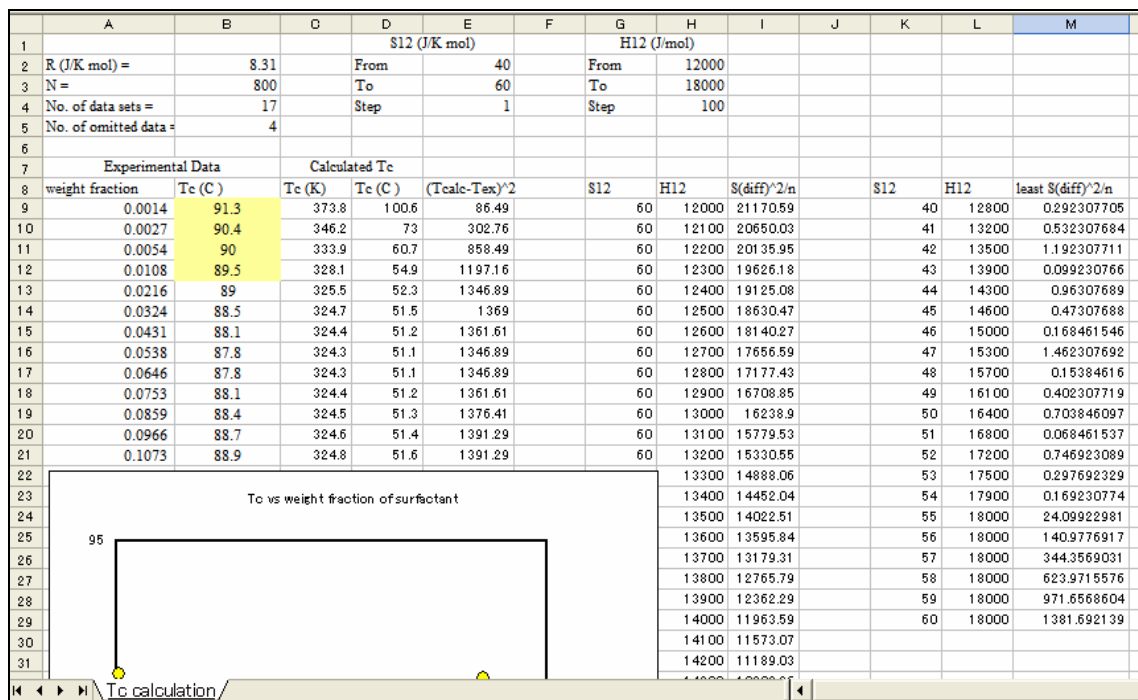 A B C D E F G H I J K L M
1 S12 (J/K mol) H12 (J/mol)
2 R (J/K mol) = 8.31 From 40 From 12000
3 N = 800 To 60 To 18000
4 No. of data sets = 17 Step 1 Step 100
5 No. of omitted data = 4
6
7 Experimental Data Calculated Tc
8 weight fraction Tc (C ) Tc (K) Tc (C ) (Tcalc-Tex)^2 S12 H12 S(diff)^2/n S12 H12 least S(diff)^2/n
9 0.0014 91.3 373.8 100.6 86.49 60 12000 21170.59 40 12800 0.292307705
10 0.0027 90.4 346.2 73 302.76 60 12100 20650.03 41 13200 0.532307684
11 0.0054 90 333.9 60.7 858.49 60 12200 20135.95 42 13500 1.192307711
12 0.0108 89.5 328.1 54.9 1197.16 60 12300 19626.18 43 13900 0.099230766
13 0.0216 89 325.5 52.3 1346.89 60 12400 19125.08 44 14300 0.96307689
14 0.0324 88.5 324.7 51.5 1369 60 12500 18630.47 45 14600 0.47307688
15 0.0431 88.1 324.4 51.2 1361.61 60 12600 18140.27 46 15000 0.168461546
16 0.0538 87.8 324.3 51.1 1346.89 60 12700 17656.59 47 15300 1.462307692
17 0.0646 87.8 324.3 51.1 1346.89 60 12800 17177.43 48 15700 0.15384616
18 0.0753 88.1 324.4 51.2 1361.61 60 12900 16708.85 49 16100 0.402307719
19 0.0859 88.4 324.5 51.3 1376.41 60 13000 16238.9 50 16400 0.703846097
20 0.0966 88.7 324.6 51.4 1391.29 60 13100 15779.53 51 16800 0.068461537
21 0.1073 88.9 324.8 51.6 1391.29 60 13200 15330.55 52 17200 0.746923089
22 13300 14888.06 53 17500 0.297692329
23 Tc vs weight fraction of surfactant 13400 14452.04 54 17900 0.169230774
24 13500 14022.51 55 18000 24.09922981
25 95 13600 13595.84 56 18000 140.9776917
26 13700 13179.31 57 18000 344.3569031
27 13800 12765.79 58 18000 623.9715576
28 13900 12362.29 59 18000 971.6568604
29 14000 11963.59 60 18000 1381.692139
30 14100 11573.07
31 14200 11189.03
Tc calculation